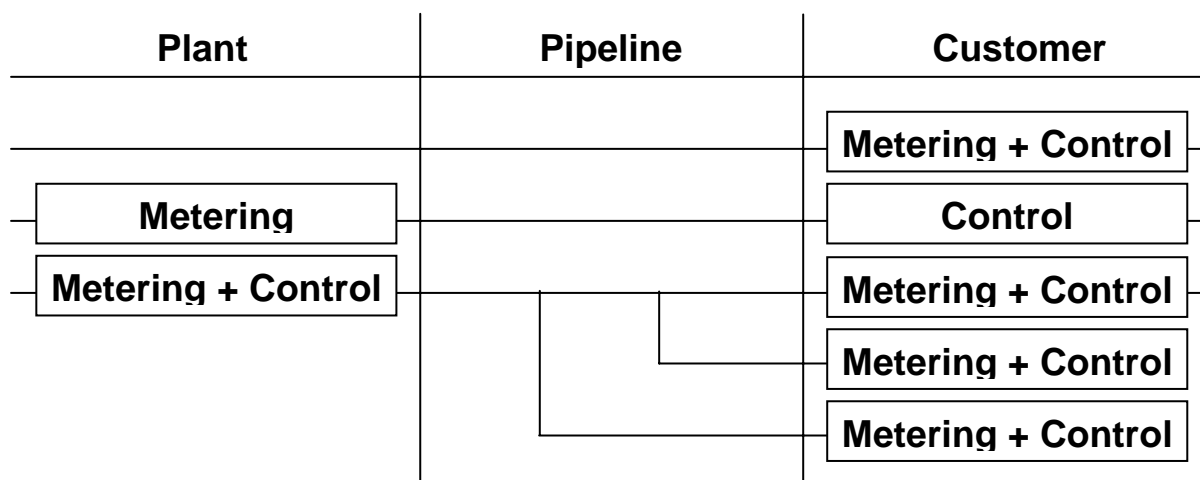 Plant Pipeline Customer
Metering + Control
Metering Control
Metering + Control Metering + Control
Metering + Control
Metering + Control